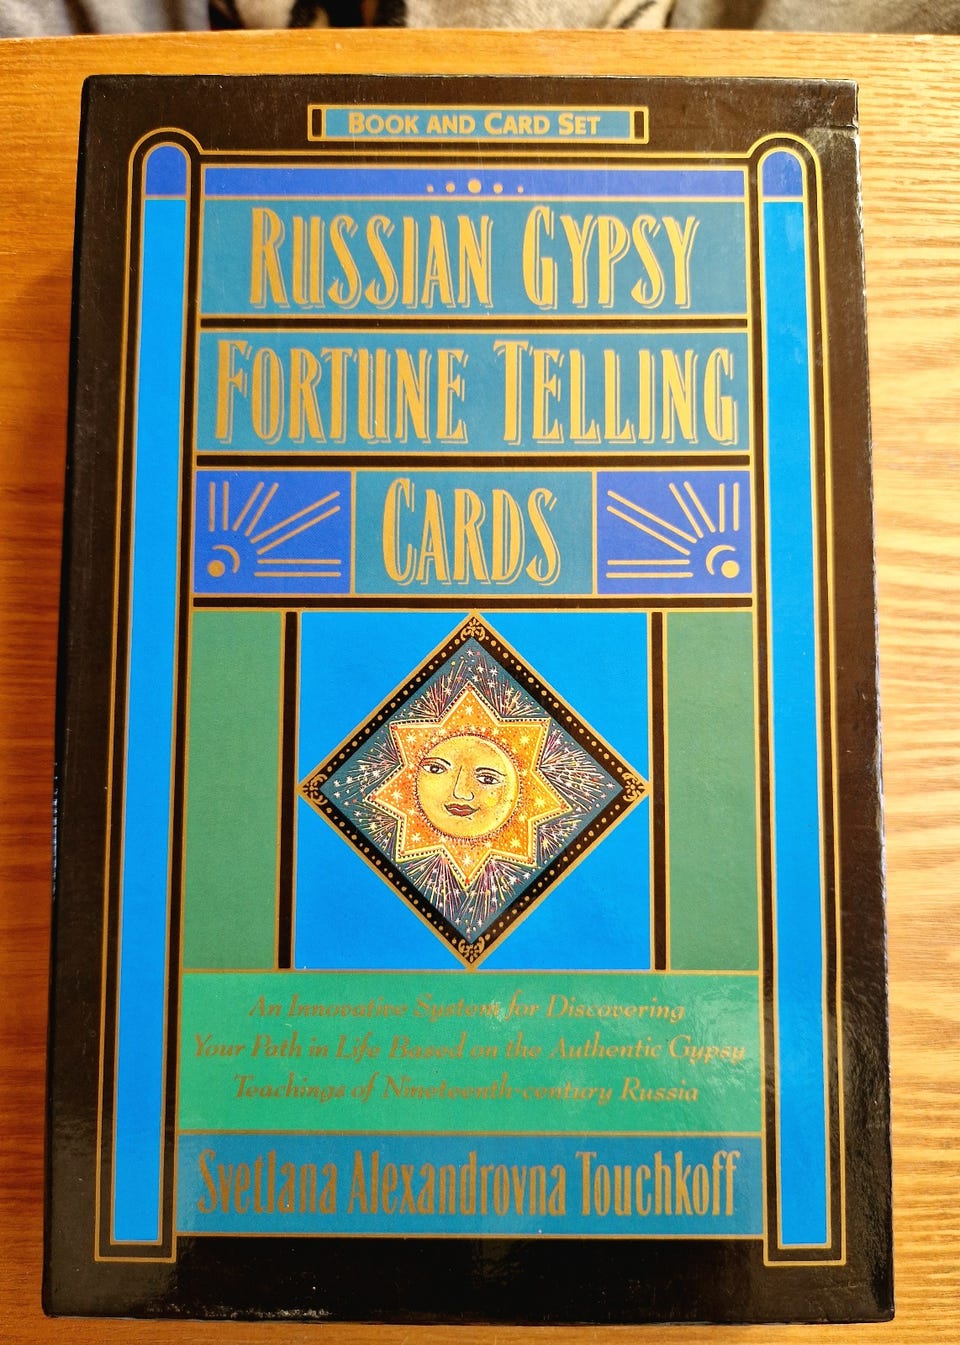 BOOK AND CARD SET
RUSSIAN GYPSY
FORTUNE TELLING
CARDS
An Innovative System for Discovering
Your Path in Life Based on the Authentic Gypsy
Teachings of Nineteenth-century Russia
Svetlana Alexandrovna Touchkoff